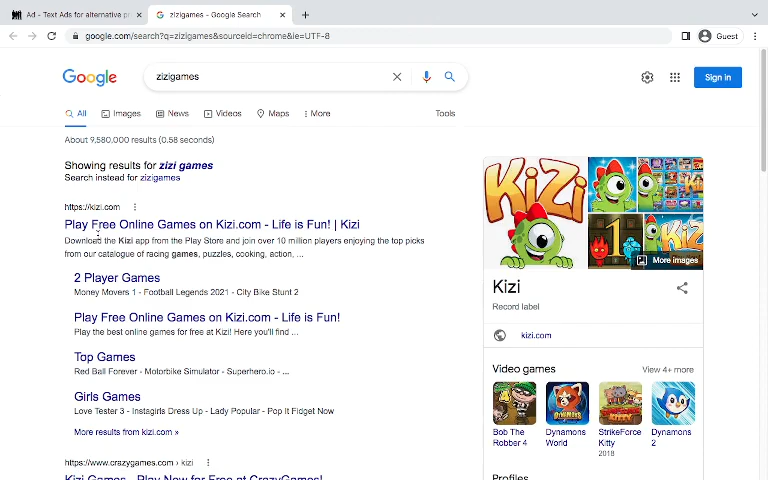 Ad - Text Ads for alternative pr
zizigames - Google Search
google.com/search?q=zizigames&sourceid=chrome&ie=UTF-8
Guest
Google
zizigames
Sign in
All
Images
News
Videos
Maps
More
Tools
About 9,580,000 results (0.58 seconds)
Showing results for zizi games
Search instead for zizigames
https://kizi.com
Play Free Online Games on Kizi.com - Life is Fun! | Kizi
Download the Kizi app from the Play Store and join over 10 million players enjoying the top picks
from our catalogue of racing games, puzzles, cooking, action, ...
2 Player Games
Money Movers 1 - Football Legends 2021 - City Bike Stunt 2
Play Free Online Games on Kizi.com - Life is Fun!
Play the best online games for free at Kizi! Here you'll find ...
Top Games
Red Ball Forever - Motorbike Simulator - Superhero.io - ...
Girls Games
Love Tester 3 - Instagirls Dress Up - Lady Popular - Pop It Fidget Now
More results from kizi.com »
https://www.crazygames.com › kizi
Kizi Games - Play Now for Free at CrazyGames!
KiZi
More images
Kizi
Record label
kizi.com
Video games
View 4+ more
Bob The
Robber 4
Dynamons
World
StrikeForce
Kitty
2018
Dynamons
2
Profiles